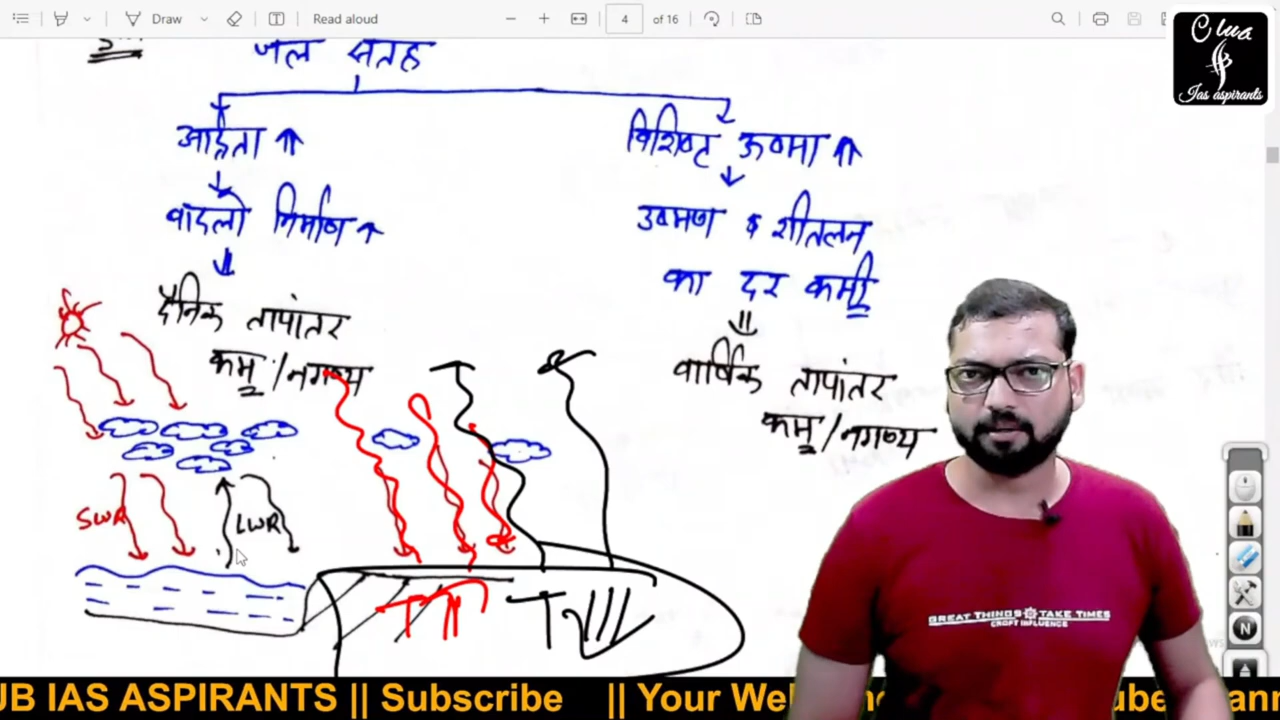 Draw
Read aloud
4
of 16
Club
Ias aspirants
जल सतह
आर्द्रता ↑↑
विशिष्ट ऊष्मा ↑↑
बादलो निर्माण ↑
उष्मण व शीतलन
का दर कमी
दैनिक तापांतर
कम/नगण्य
वार्षिक तापांतर
कम/नगण्य
SWR
LWR
T↑↑
T↓↓↓
N
GREAT THINGS TAKE TIMES
CROFT INFLUENCE
UB IAS ASPIRANTS || Subscribe || Your We